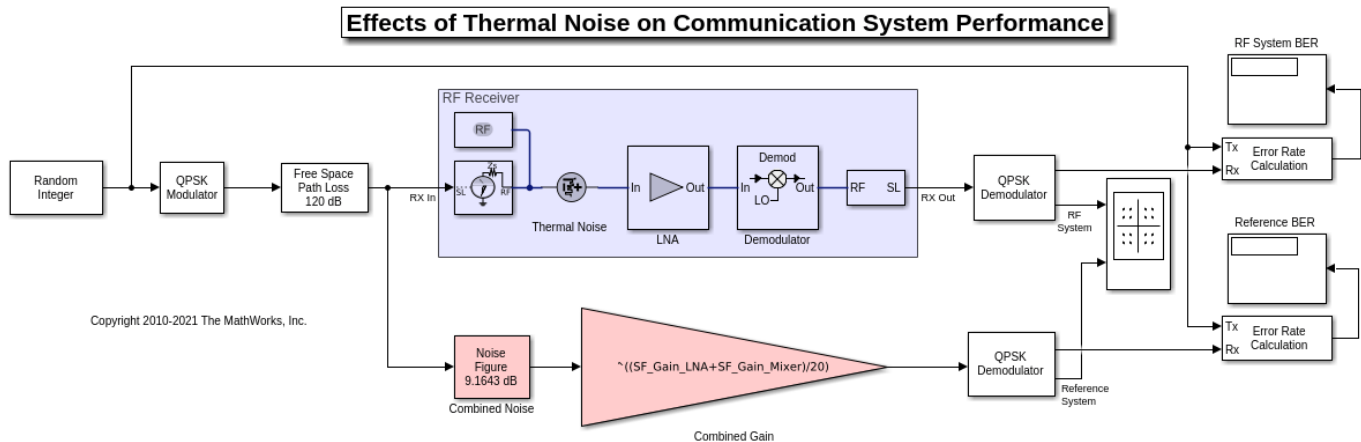 Effects of Thermal Noise on Communication System Performance
RF System BER
RF Receiver
RF
Random
Integer
QPSK
Modulator
Free Space
Path Loss
120 dB
RX In
SL
Zs
RF
Thermal Noise
In
Out
LNA
Demod
In
Out
LO
Demodulator
RF
SL
RX Out
QPSK
Demodulator
RF
System
Tx
Rx
Error Rate
Calculation
Reference BER
Tx
Rx
Error Rate
Calculation
Copyright 2010-2021 The MathWorks, Inc.
Noise
Figure
9.1643 dB
Combined Noise
^((SF_Gain_LNA+SF_Gain_Mixer)/20)
Combined Gain
QPSK
Demodulator
Reference
System